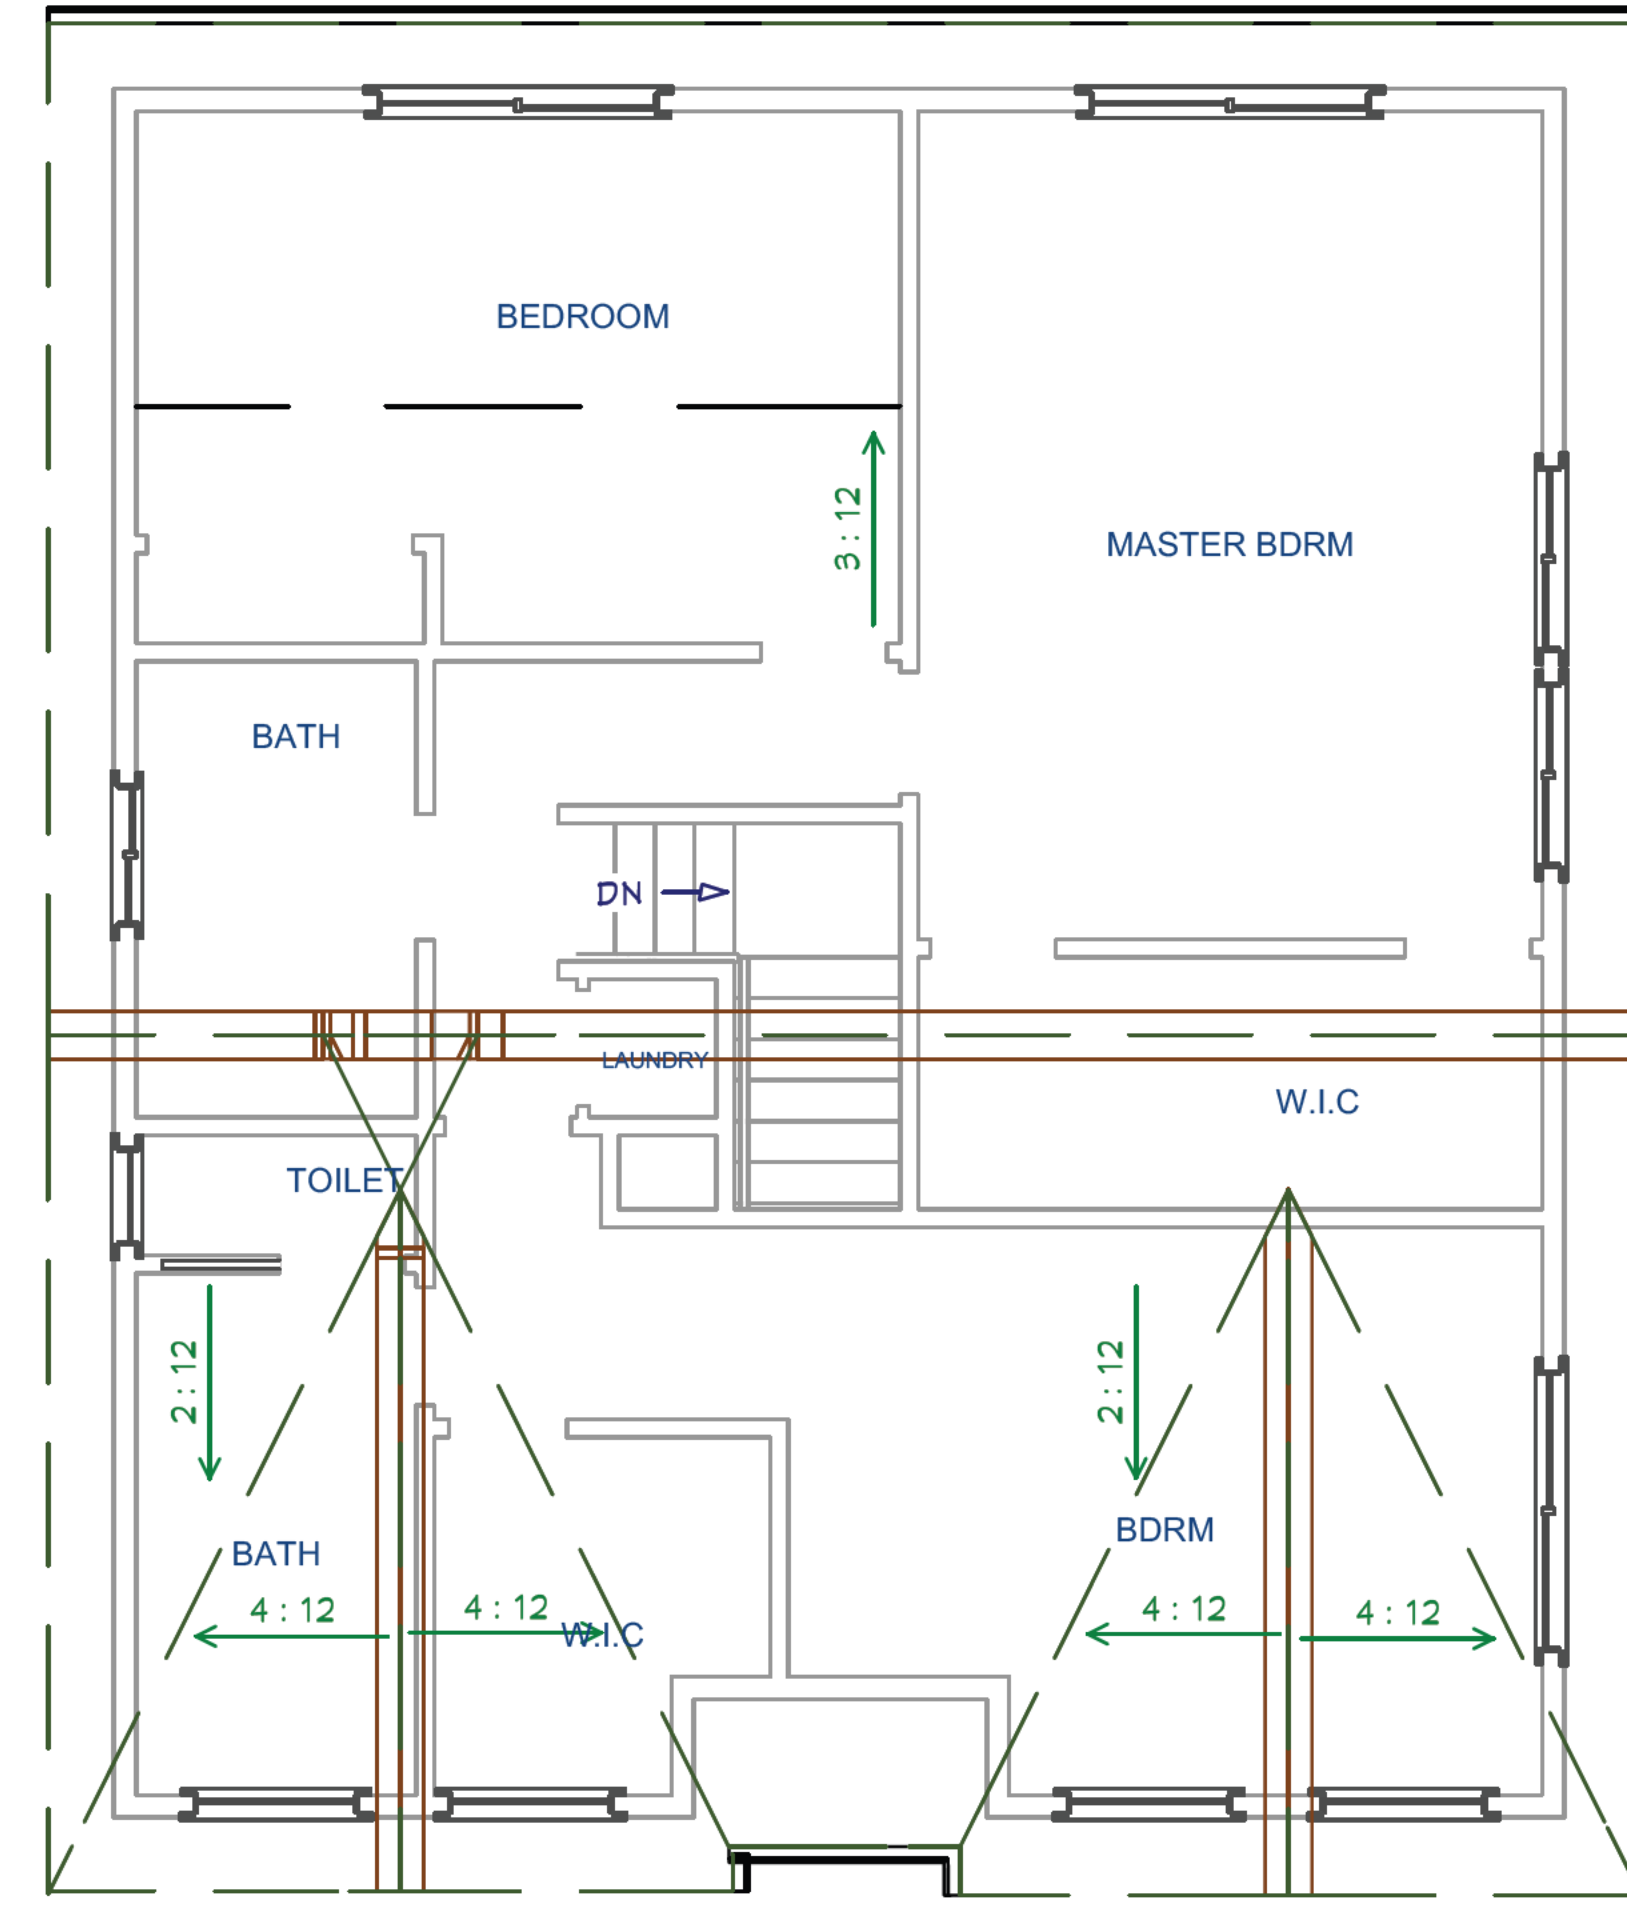 BEDROOM
3 : 12
MASTER BDRM
BATH
DN
LAUNDRY
W.I.C
TOILET
2 : 12
2 : 12
BDRM
BATH
4 : 12
4 : 12
4 : 12
4 : 12
W.I.C